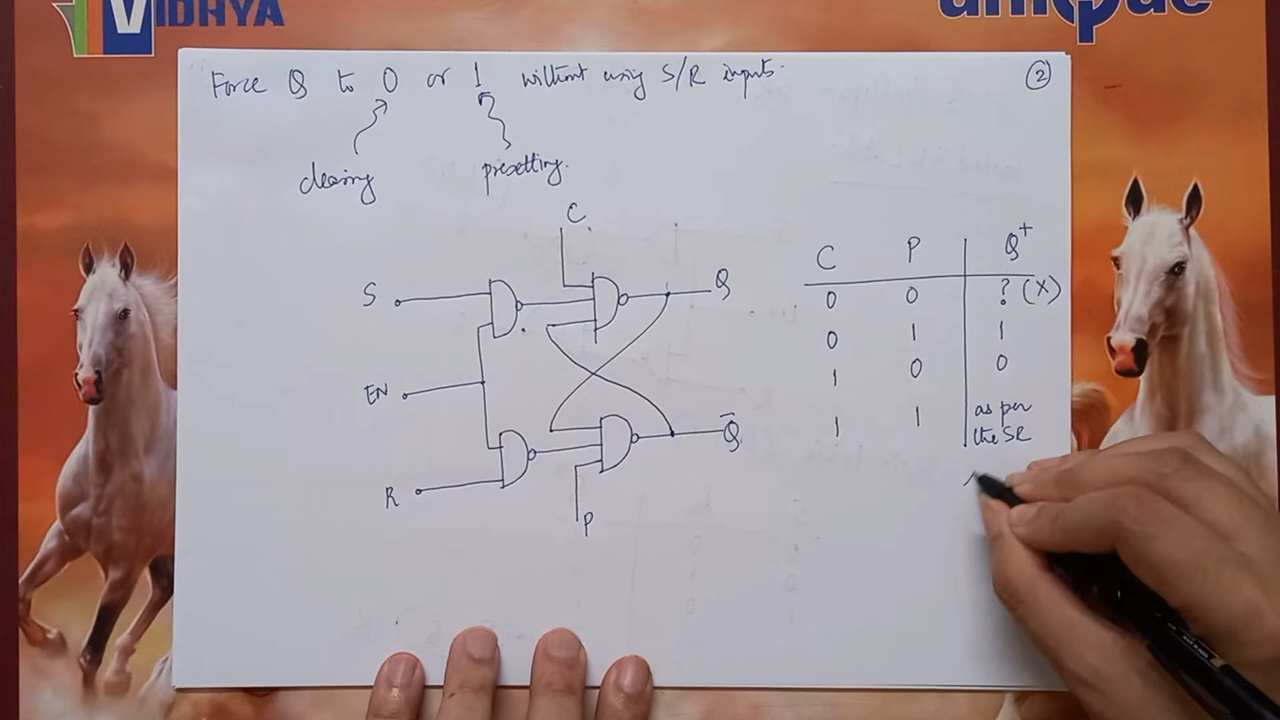 VIDHYA
unique
Force Q to 0 or 1 without using S/R inputs.
2
clearing
presetting.
C
S
Q
EN
R
Q̅
P
C P Q+
0 0 ? (X)
0 1 1
1 0 0
1 1 as per
the SR